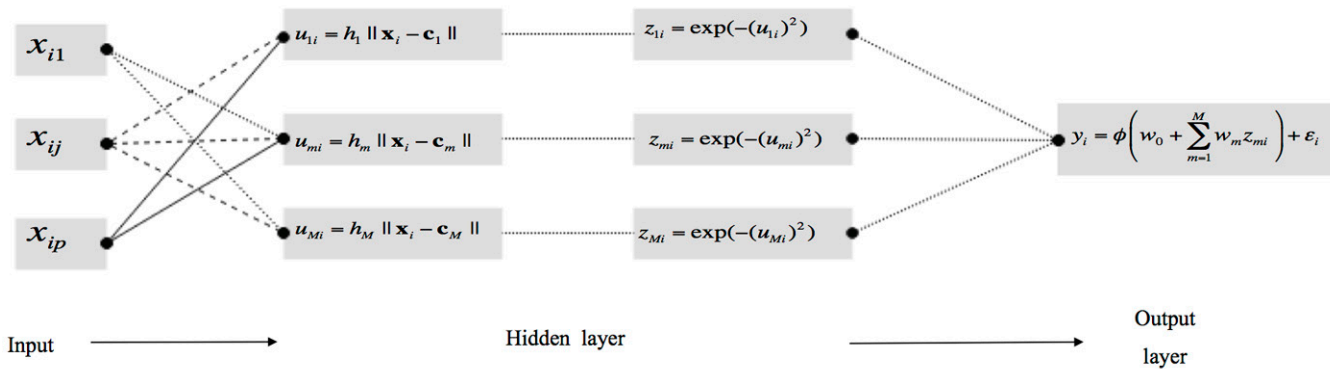 x_{i1}
u_{1i} = h_1 || x_i − c_1 ||
z_{1i} = exp(−(u_{1i})^2)
x_{ij}
u_{mi} = h_m || x_i − c_m ||
z_{mi} = exp(−(u_{mi})^2)
y_i = ϕ(w_0 + ∑_{m=1}^{M} w_m z_{mi}) + ε_i
x_{ip}
u_{Mi} = h_M || x_i − c_M ||
z_{Mi} = exp(−(u_{Mi})^2)
Input
Hidden layer
Output
layer